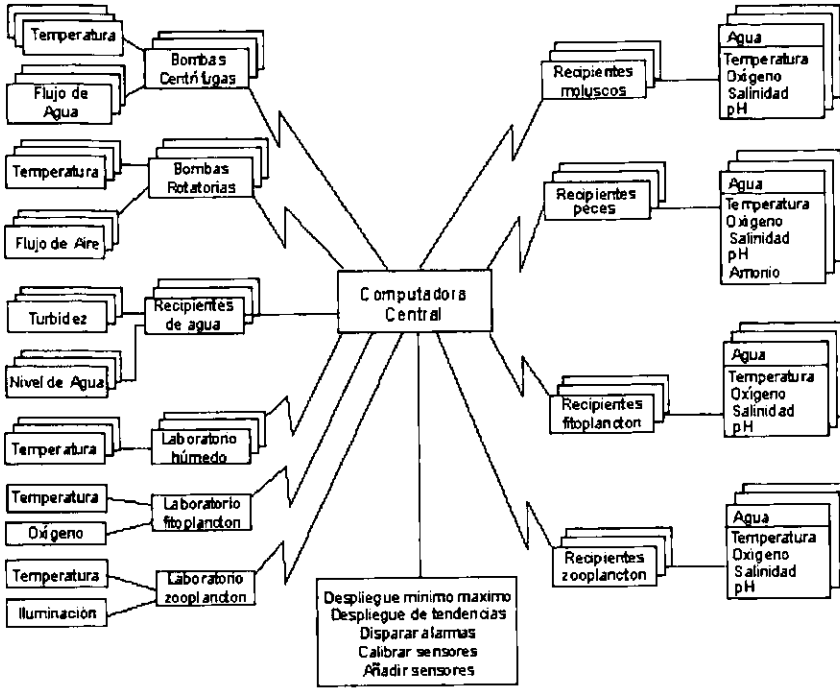 Temperatura
Flujo de
Agua
Bombas
Centrífugas
Temperatura
Flujo de Aire
Bombas
Rotatorias
Turbidez
Nivel de Agua
Recipientes
de agua
Temperatura
Laboratorio
húmedo
Temperatura
Oxígeno
Laboratorio
fitoplancton
Temperatura
Iluminación
Laboratorio
zooplancton
Computadora
Central
Despliegue mínimo maximo
Despliegue de tendencias
Disparar alarmas
Calibrar sensores
Añadir sensores
Recipientes
moluscos
Agua
Temperatura
Oxígeno
Salinidad
pH
Recipientes
peces
Agua
Temperatura
Oxígeno
Salinidad
pH
Amonio
Recipientes
fitoplancton
Agua
Temperatura
Oxígeno
Salinidad
pH
Recipientes
zooplancton
Agua
Temperatura
Oxígeno
Salinidad
pH